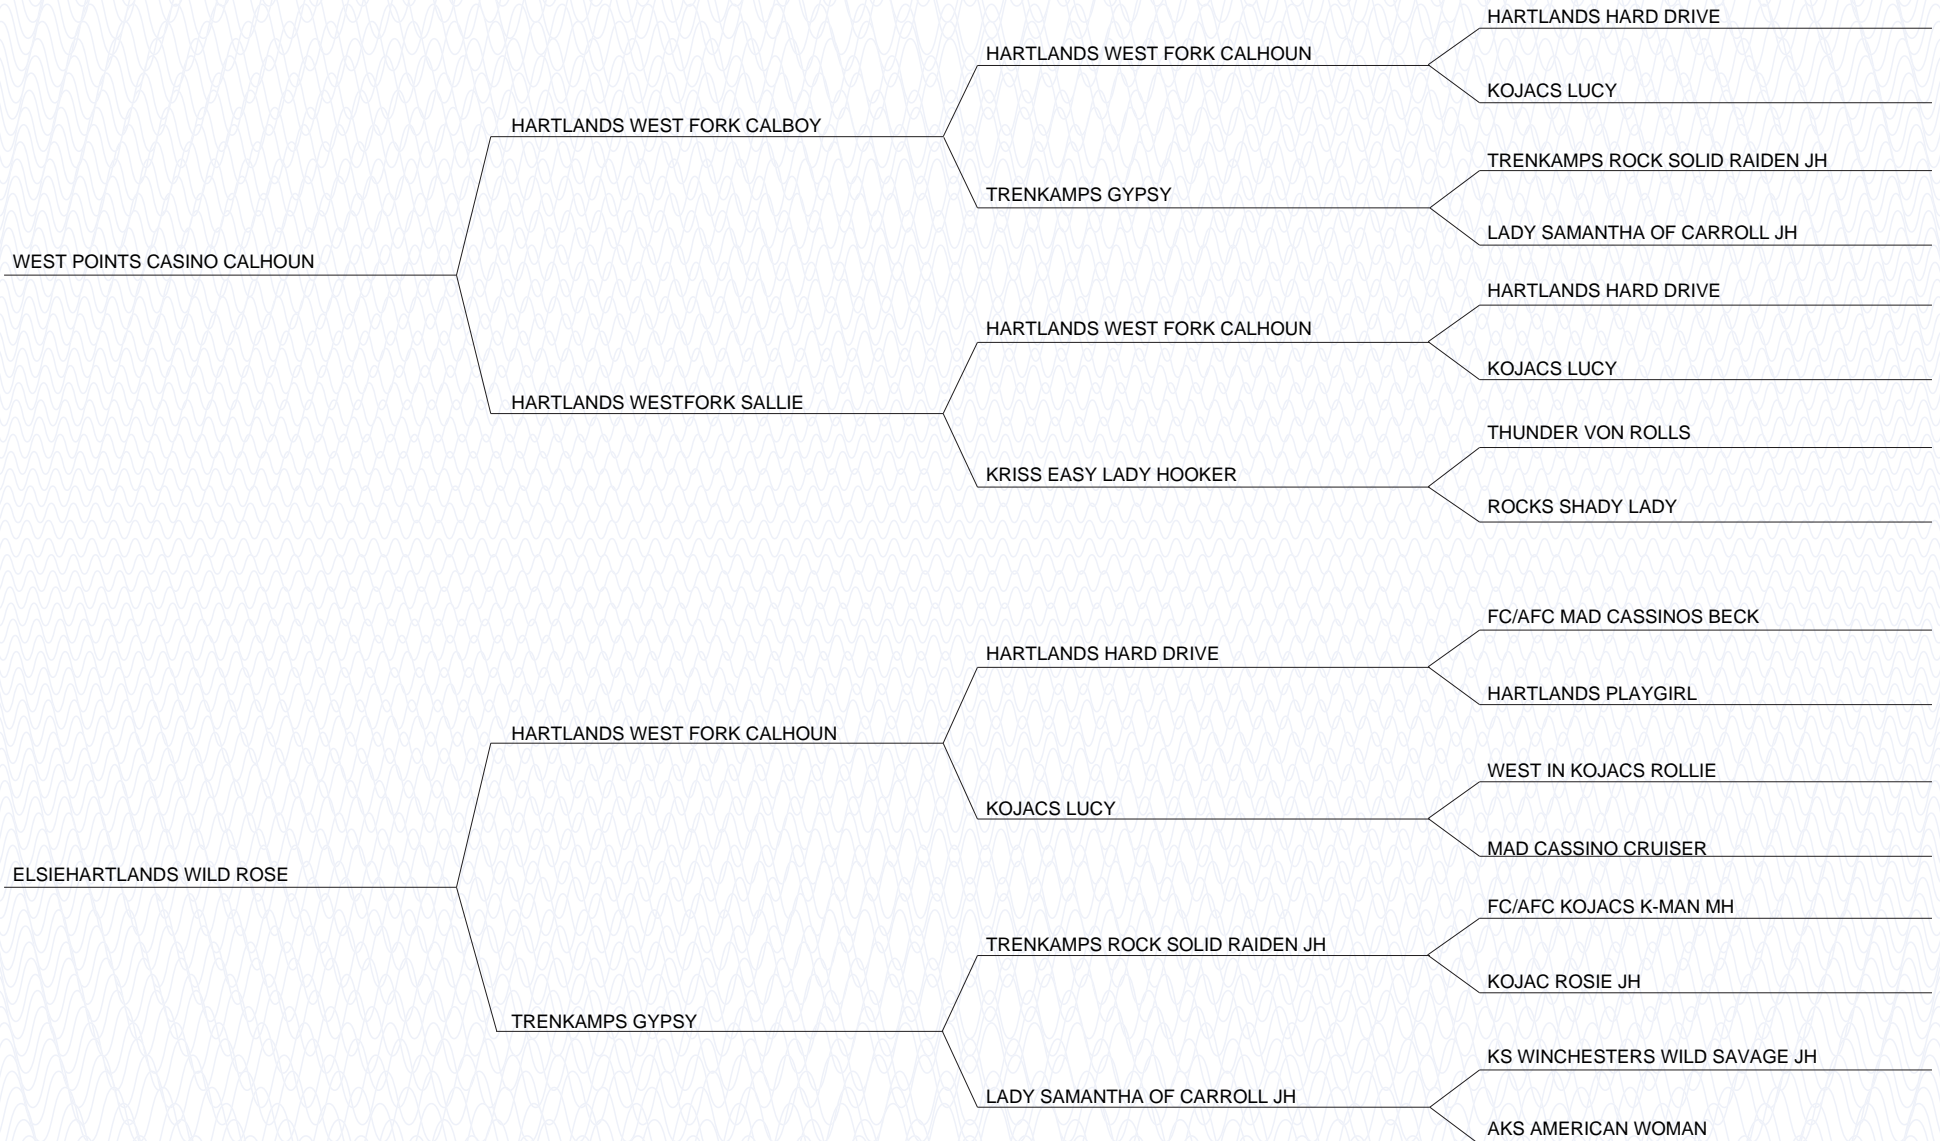 HARTLANDS HARD DRIVE
HARTLANDS WEST FORK CALHOUN
KOJACS LUCY
HARTLANDS WEST FORK CALBOY
TRENKAMPS ROCK SOLID RAIDEN JH
TRENKAMPS GYPSY
LADY SAMANTHA OF CARROLL JH
WEST POINTS CASINO CALHOUN
HARTLANDS HARD DRIVE
HARTLANDS WEST FORK CALHOUN
KOJACS LUCY
HARTLANDS WESTFORK SALLIE
THUNDER VON ROLLS
KRISS EASY LADY HOOKER
ROCKS SHADY LADY
FC/AFC MAD CASSINOS BECK
HARTLANDS HARD DRIVE
HARTLANDS PLAYGIRL
HARTLANDS WEST FORK CALHOUN
WEST IN KOJACS ROLLIE
KOJACS LUCY
MAD CASSINO CRUISER
ELSIEHARTLANDS WILD ROSE
FC/AFC KOJACS K-MAN MH
TRENKAMPS ROCK SOLID RAIDEN JH
KOJAC ROSIE JH
TRENKAMPS GYPSY
KS WINCHESTERS WILD SAVAGE JH
LADY SAMANTHA OF CARROLL JH
AKS AMERICAN WOMAN